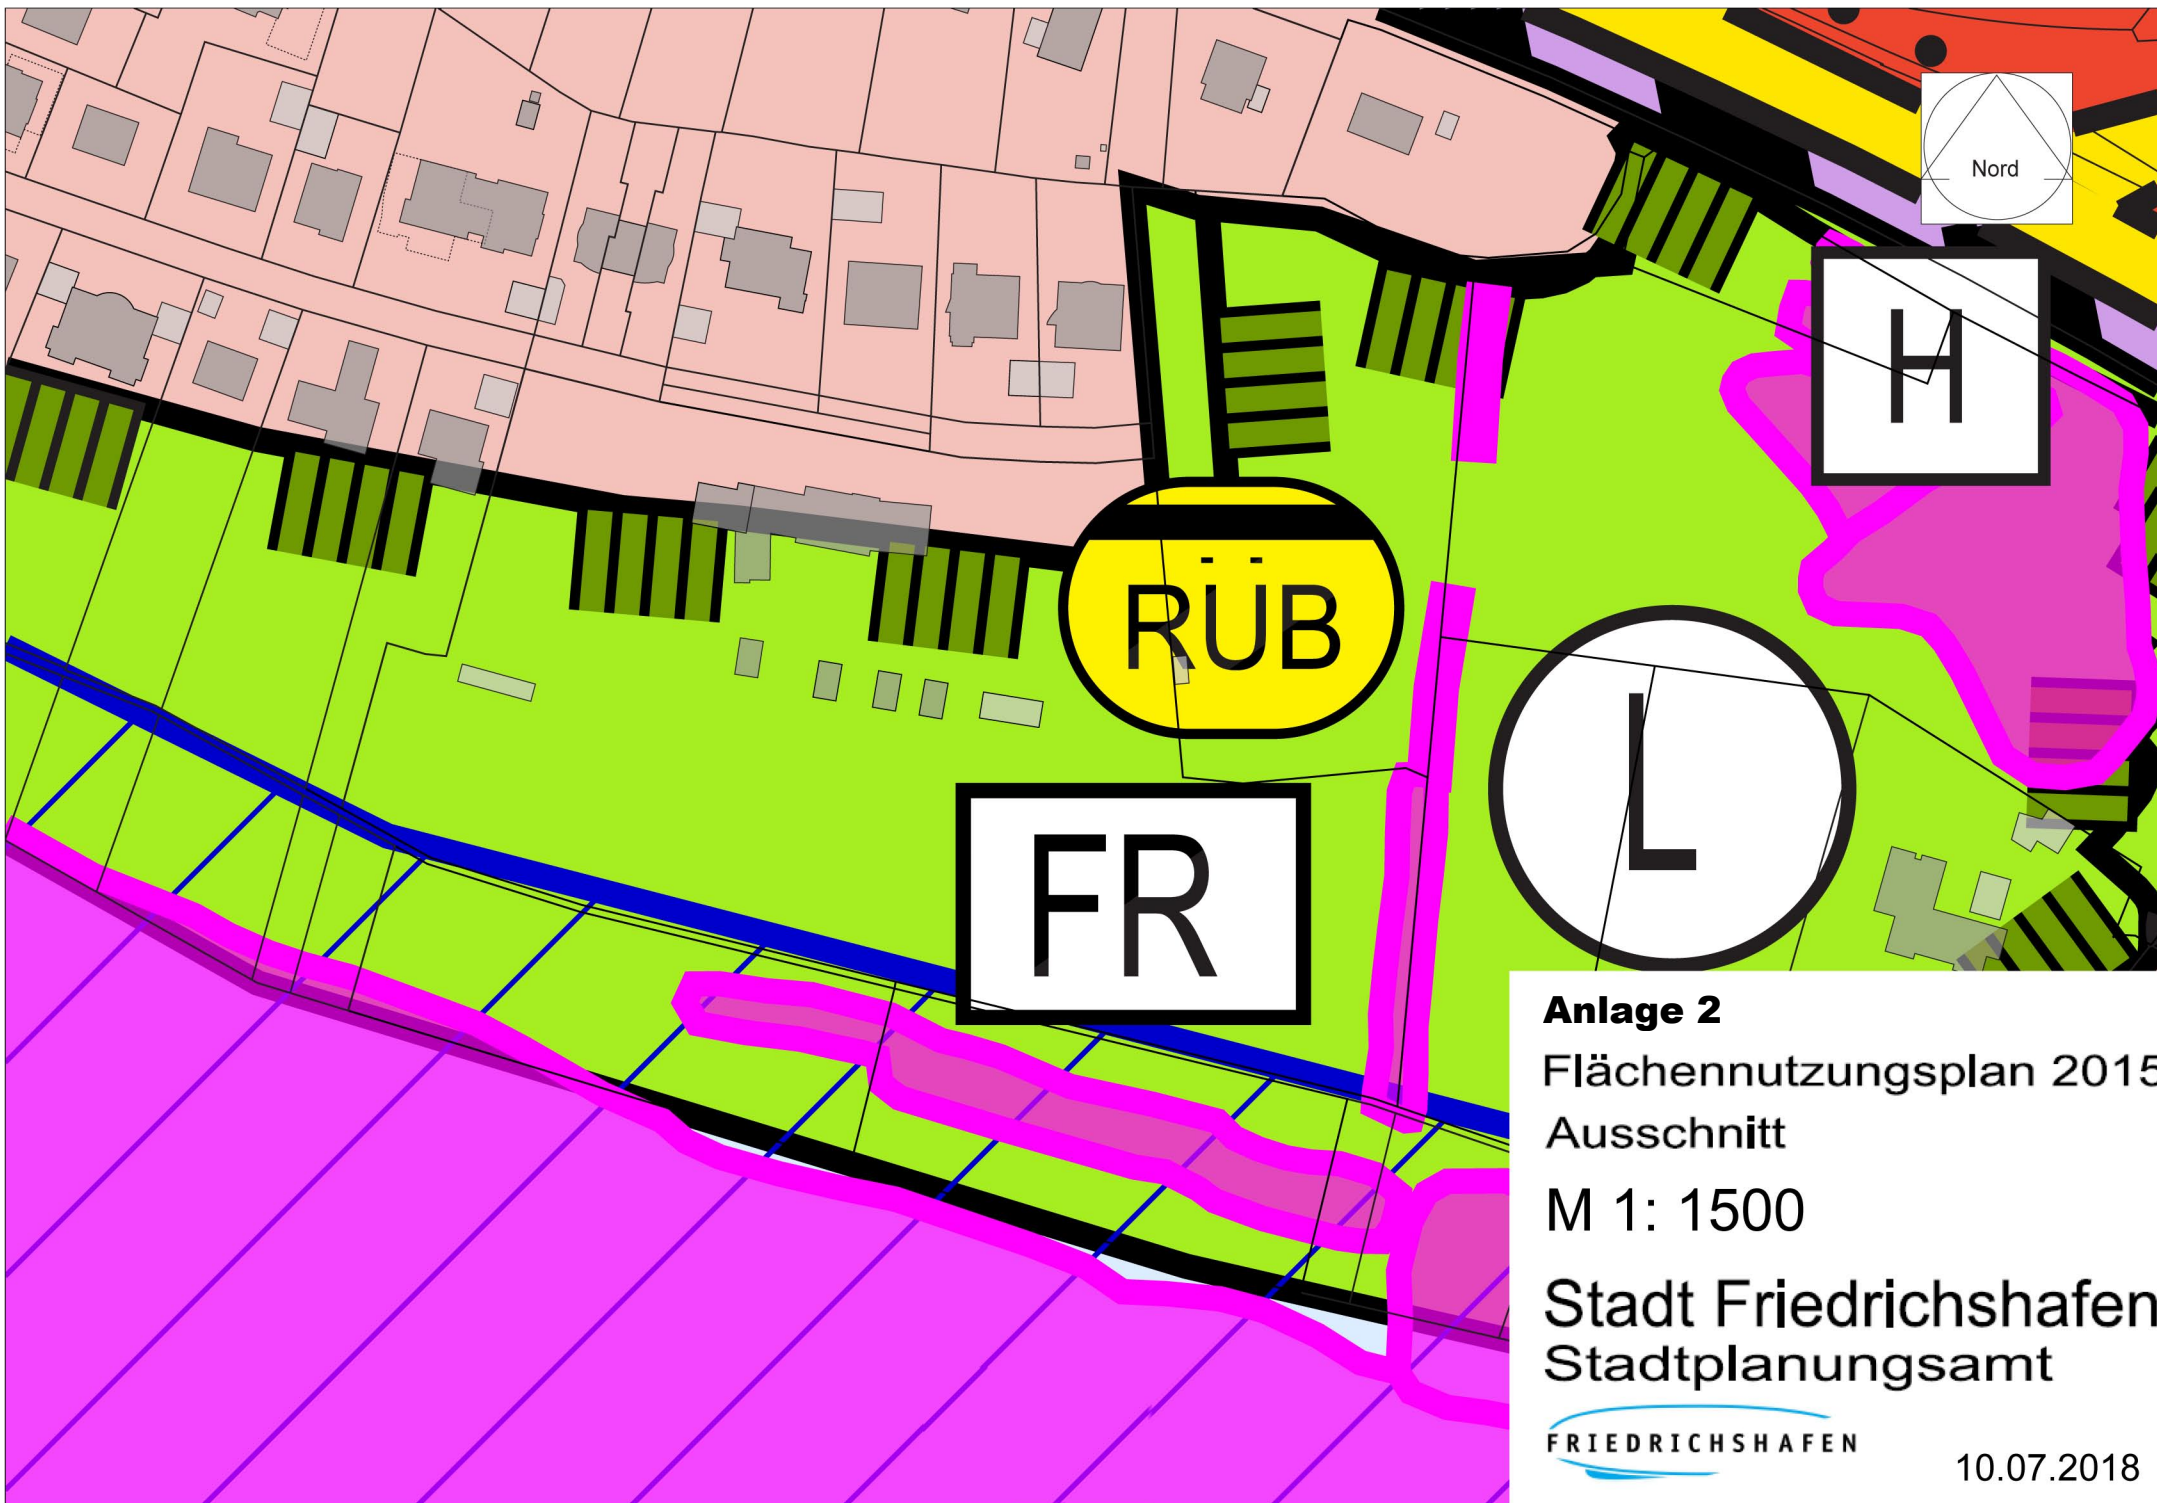 Nord
H
RÜB
L
FR
Anlage 2
Flächennutzungsplan 2015
Ausschnitt
M 1: 1500
Stadt Friedrichshafen
Stadtplanungsamt
FRIEDRICHSHAFEN
10.07.2018